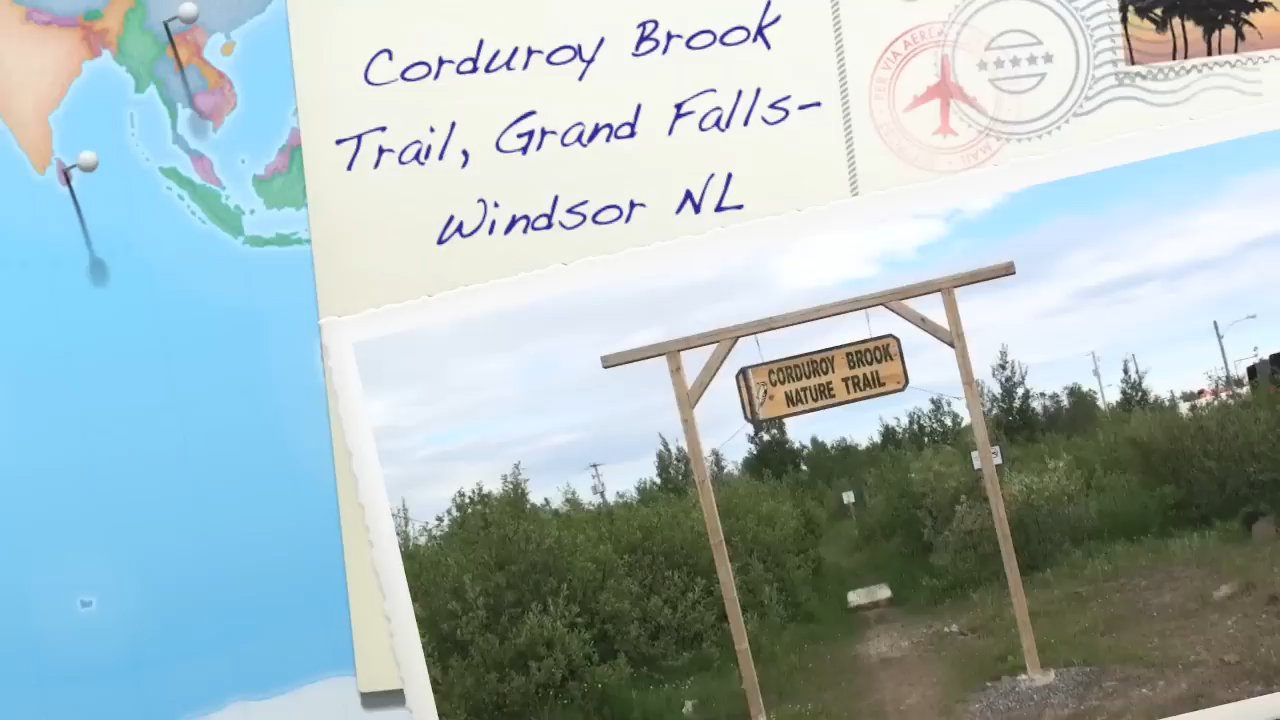 Corduroy Brook
Trail, Grand Falls-
Windsor NL
CORDUROY BROOK
NATURE TRAIL